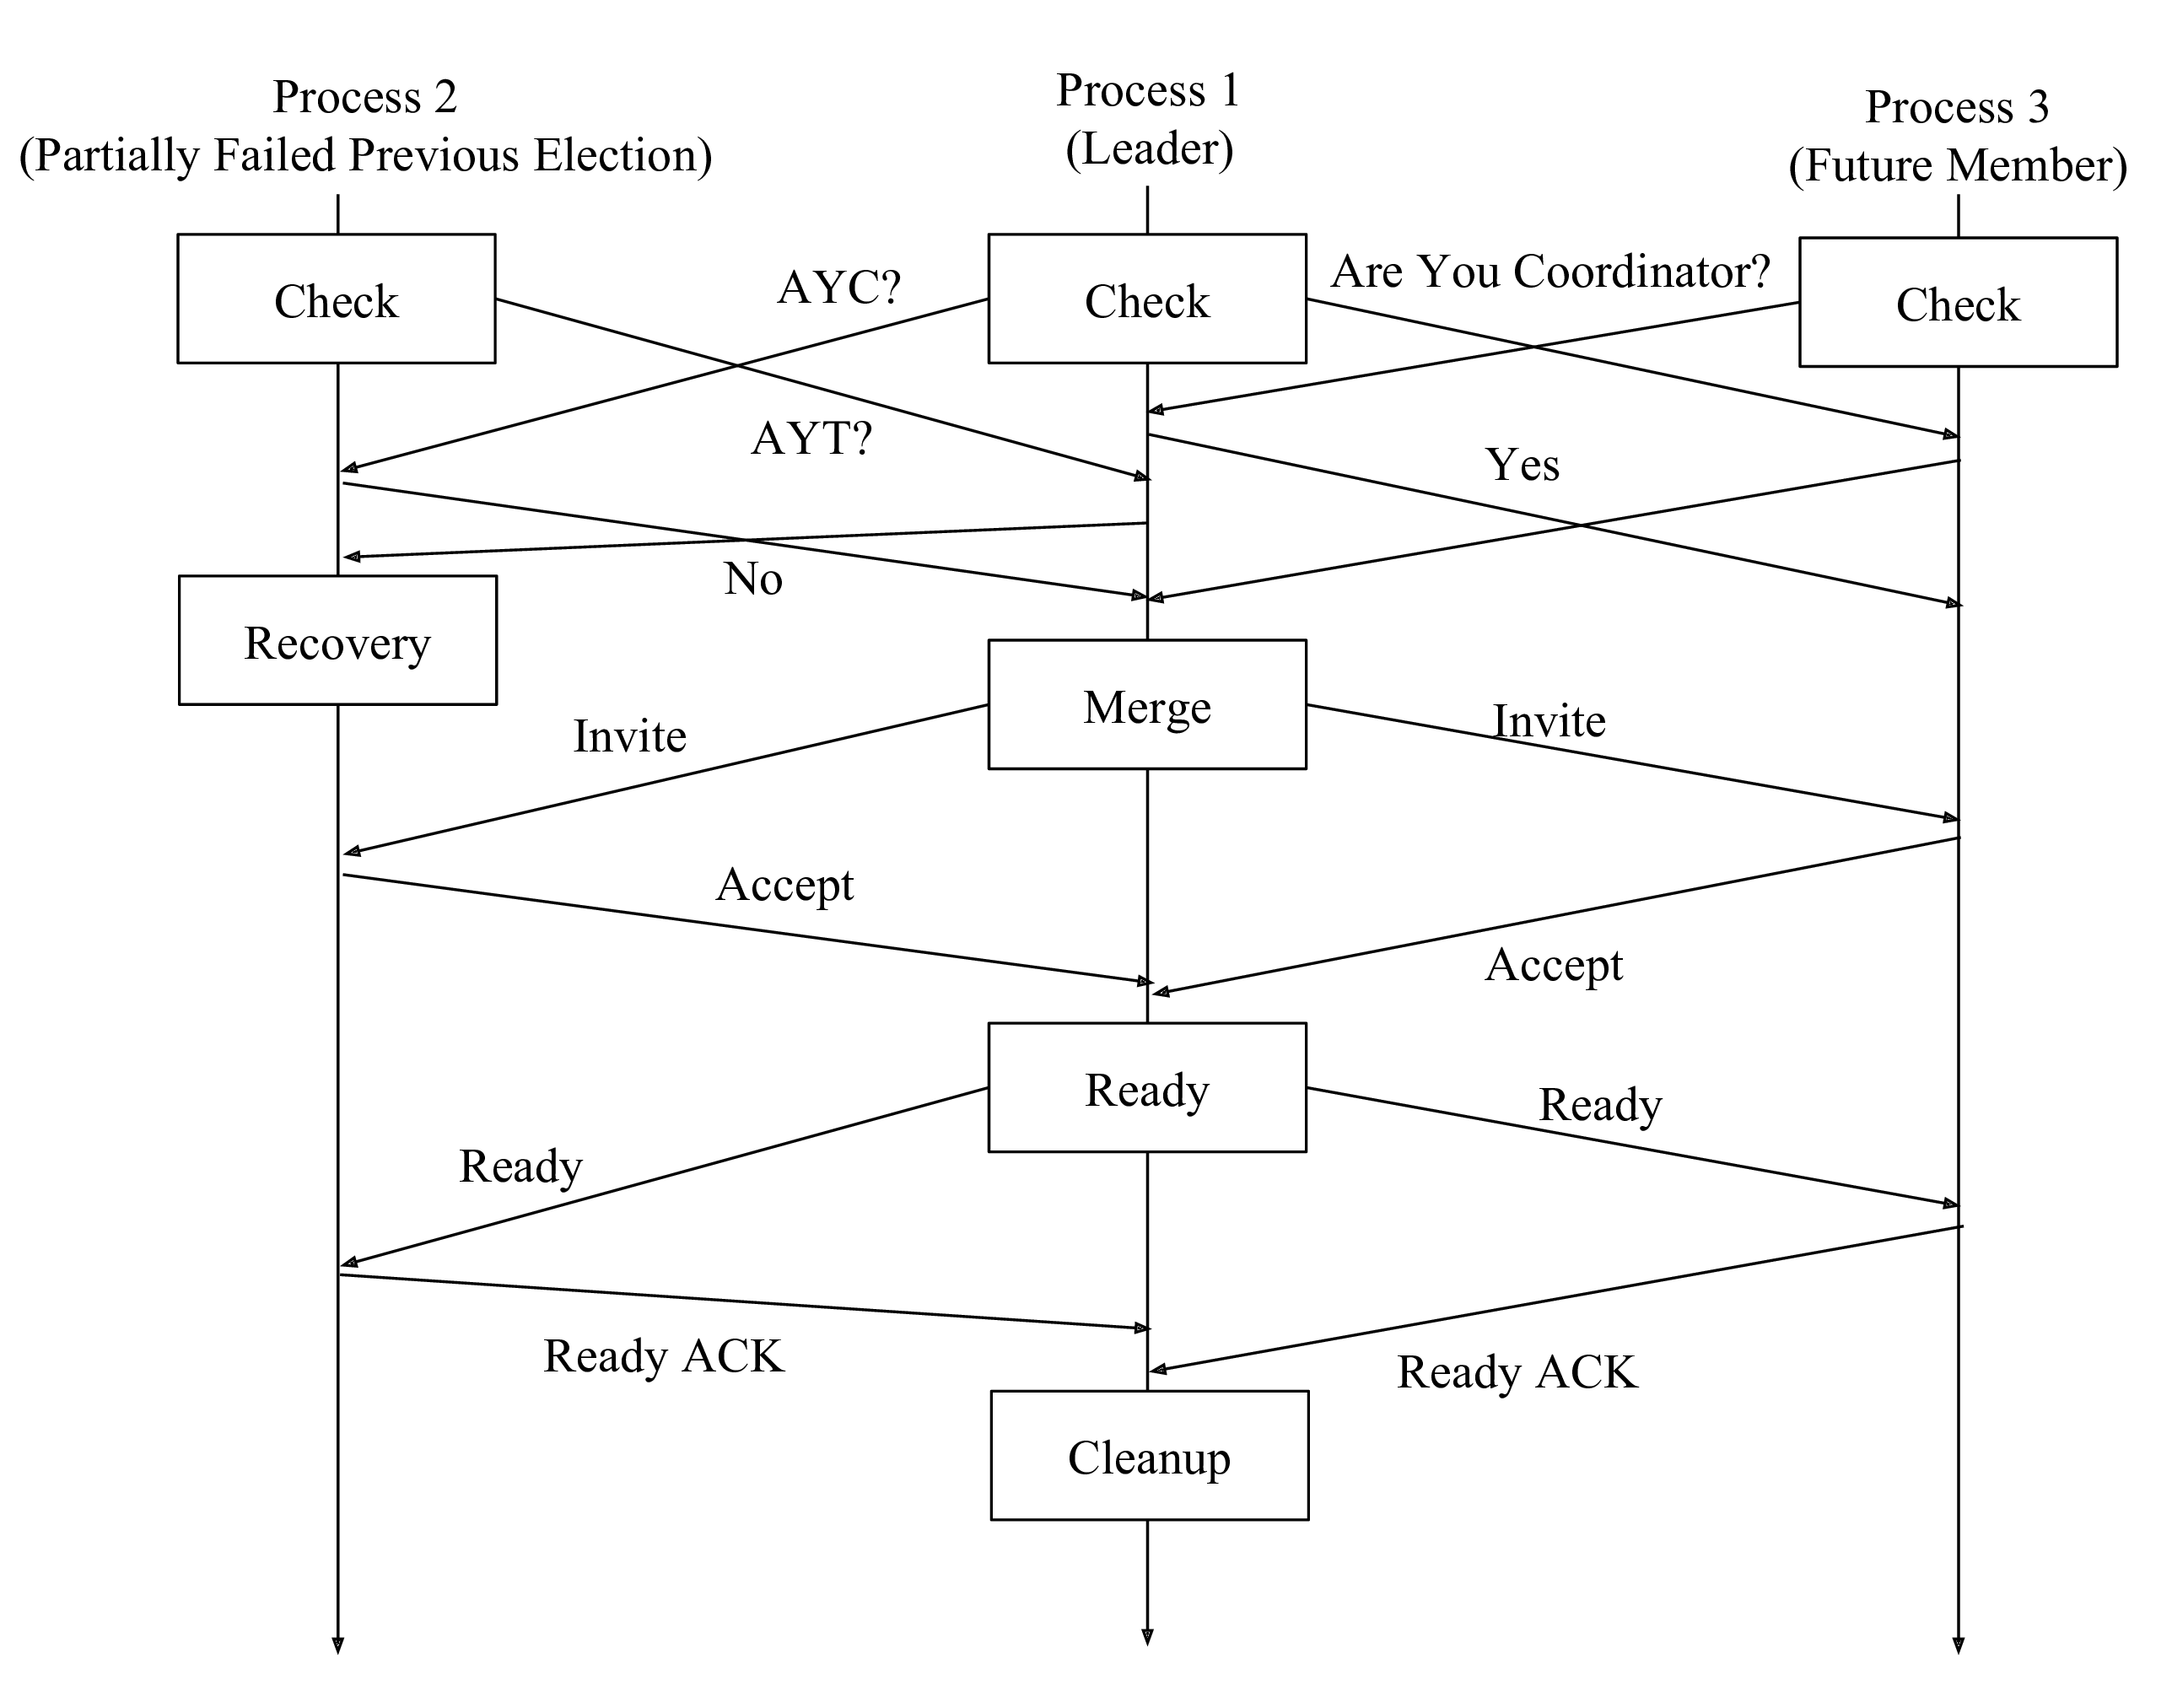 Process 2
(Partially Failed Previous Election)
Process 1
(Leader)
Process 3
(Future Member)
Check
AYC?
Check
Are You Coordinator?
Check
AYT?
Yes
No
Recovery
Merge
Invite
Invite
Accept
Accept
Ready
Ready
Ready
Ready ACK
Ready ACK
Cleanup